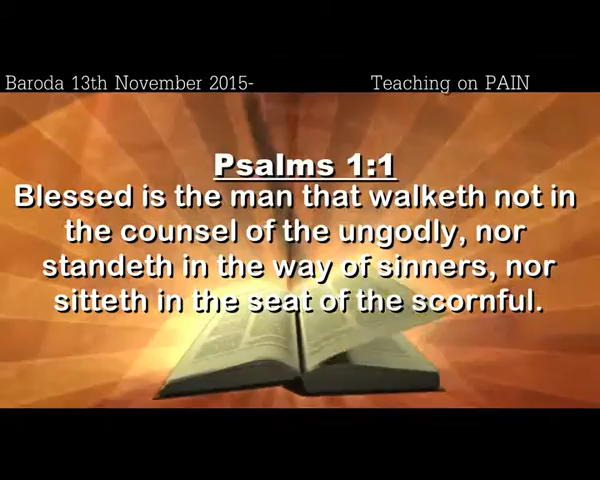 Baroda 13th November 2015- Teaching on PAIN
Psalms 1:1
Blessed is the man that walketh not in
the counsel of the ungodly, nor
standeth in the way of sinners, nor
sitteth in the seat of the scornful.